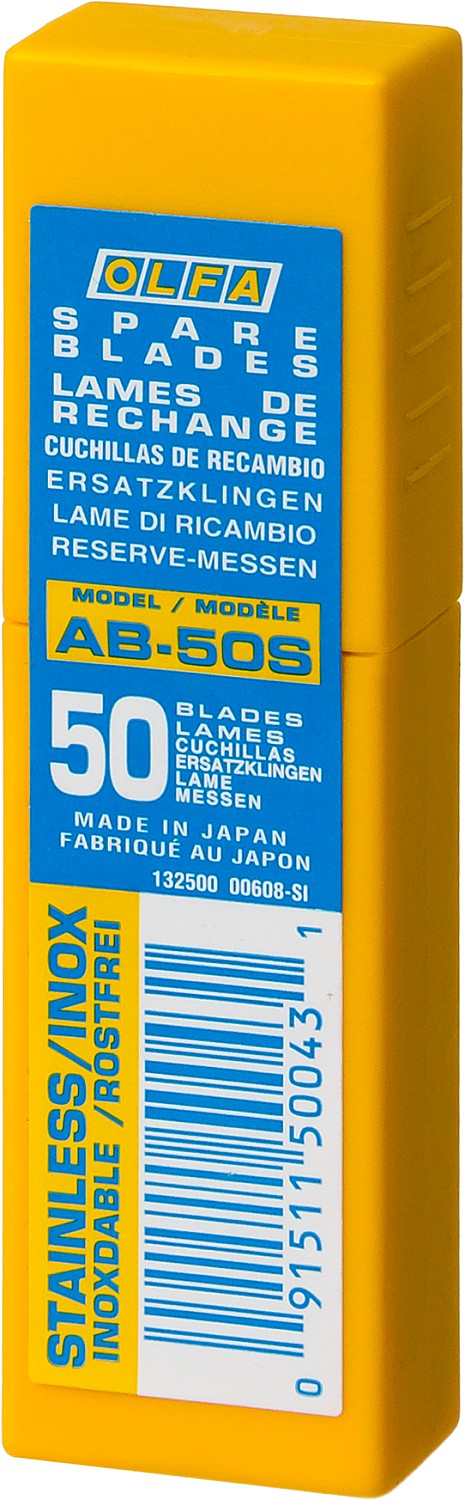 OLFA
SPARE
BLADES
LAMES DE
RECHANGE
CUCHILLAS DE RECAMBIO
ERSATZKLINGEN
LAME DI RICAMBIO
RESERVE-MESSEN
MODEL / MODÈLE
AB-50S
50
BLADES
LAMES
CUCHILLAS
ERSATZKLINGEN
LAME
MESSEN
MADE IN JAPAN
FABRIQUÉ AU JAPON
132500 00608-SI
STAINLESS/INOX
INOXDABLE /ROSTFREI
0 91511 50043 1